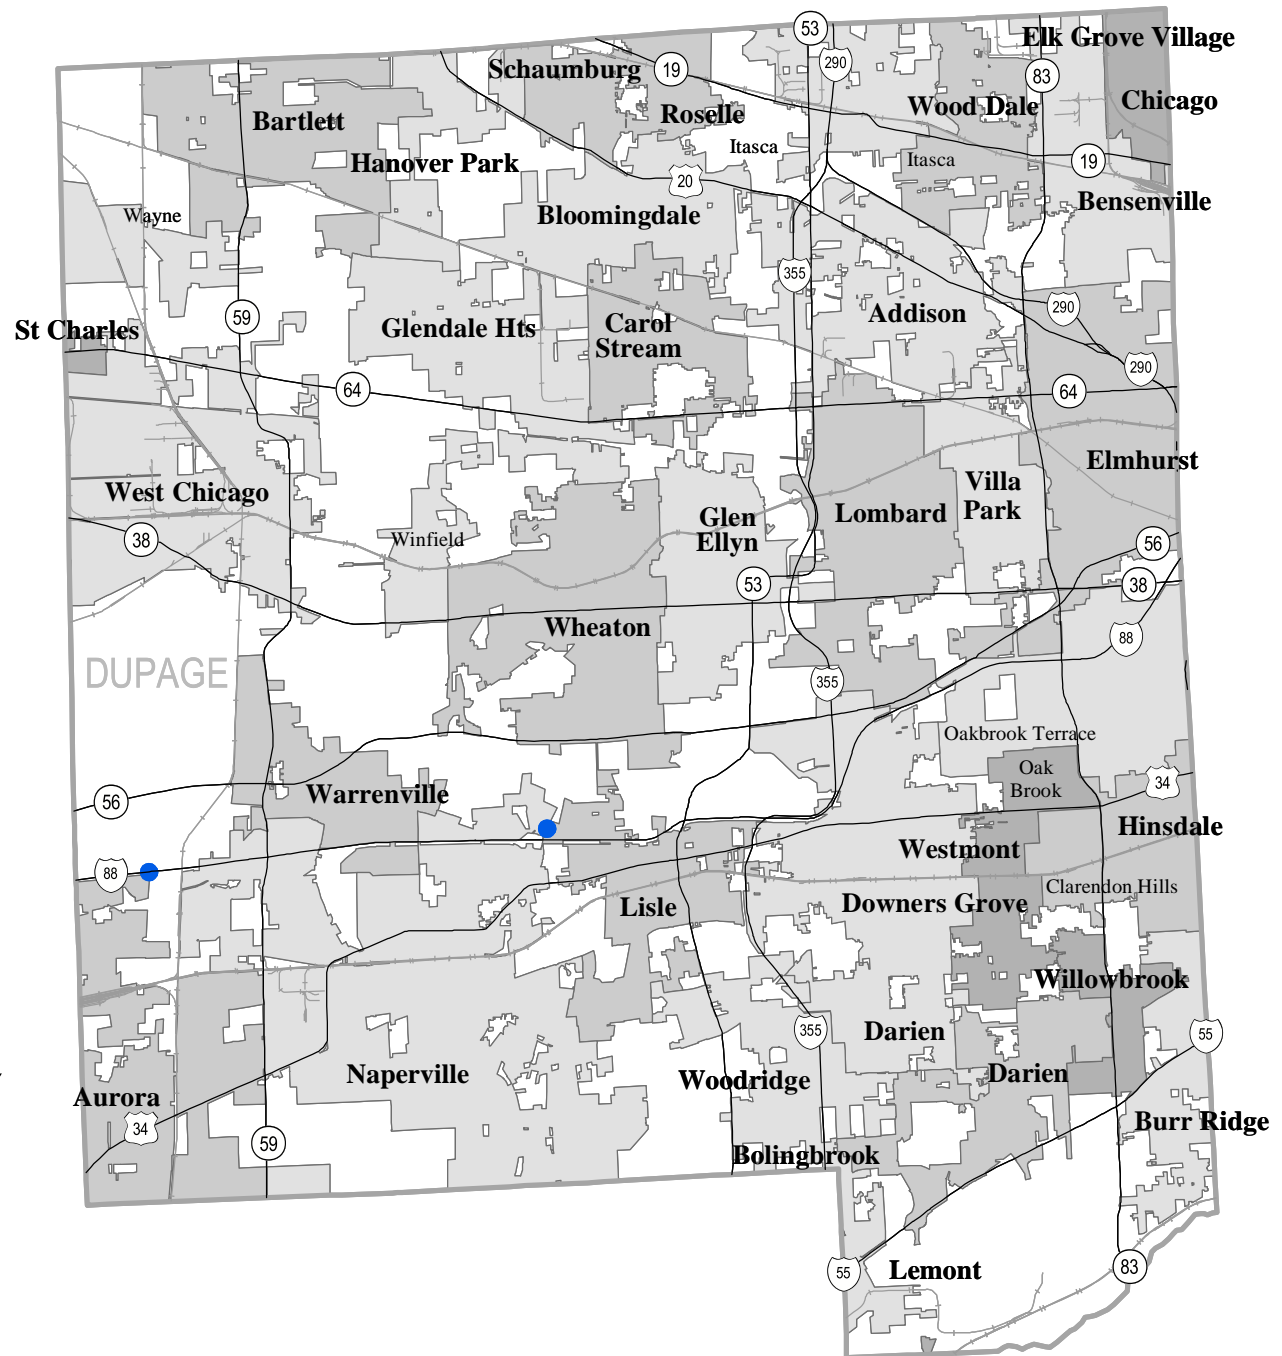 53
Elk Grove Village
290
Schaumburg
19
83
Chicago
Wood Dale
Roselle
Bartlett
Itasca
Itasca
19
Hanover Park
20
Bensenville
Wayne
Bloomingdale
355
290
59
Addison
St Charles
Glendale Hts
Carol
Stream
290
64
64
Elmhurst
West Chicago
Villa
Park
Glen
Ellyn
Lombard
38
Winfield
56
53
38
Wheaton
88
DUPAGE
355
Oakbrook Terrace
Oak
Brook
34
Warrenville
56
Hinsdale
Westmont
88
Clarendon Hills
Lisle
Downers Grove
Willowbrook
355
Darien
55
Naperville
Woodridge
Darien
Aurora
34
Burr Ridge
59
Bolingbrook
55
Lemont
83